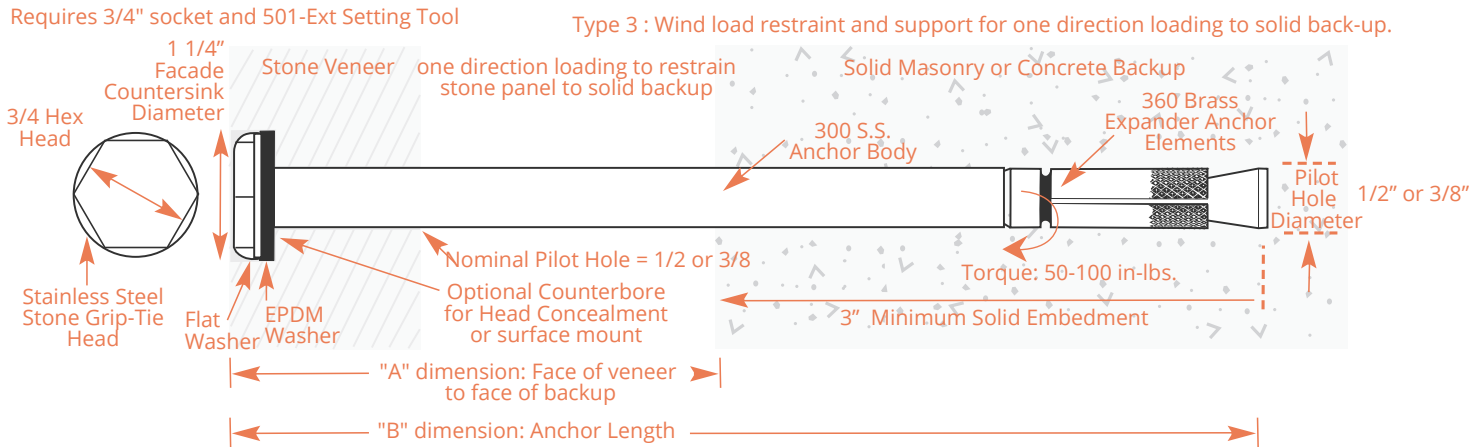 Requires 3/4" socket and 501-Ext Setting Tool
Type 3 : Wind load restraint and support for one direction loading to solid back-up.
1 1/4”
Facade
Countersink
Diameter
Stone Veneer
one direction loading to restrain
stone panel to solid backup
Solid Masonry or Concrete Backup
3/4 Hex
Head
300 S.S.
Anchor Body
360 Brass
Expander Anchor
Elements
Pilot
Hole
Diameter
1/2” or 3/8”
Nominal Pilot Hole = 1/2 or 3/8
Torque: 50-100 in-lbs.
Stainless Steel
Stone Grip-Tie
Head
Flat
Washer
EPDM
Washer
Optional Counterbore
for Head Concealment
or surface mount
3” Minimum Solid Embedment
"A" dimension: Face of veneer
to face of backup
"B" dimension: Anchor Length